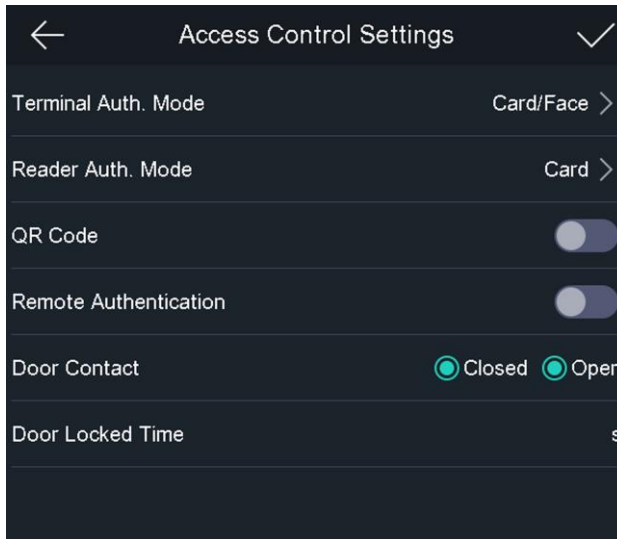 Access Control Settings
Terminal Auth. Mode Card/Face
Reader Auth. Mode Card
QR Code
Remote Authentication
Door Contact Closed Oper
Door Locked Time s